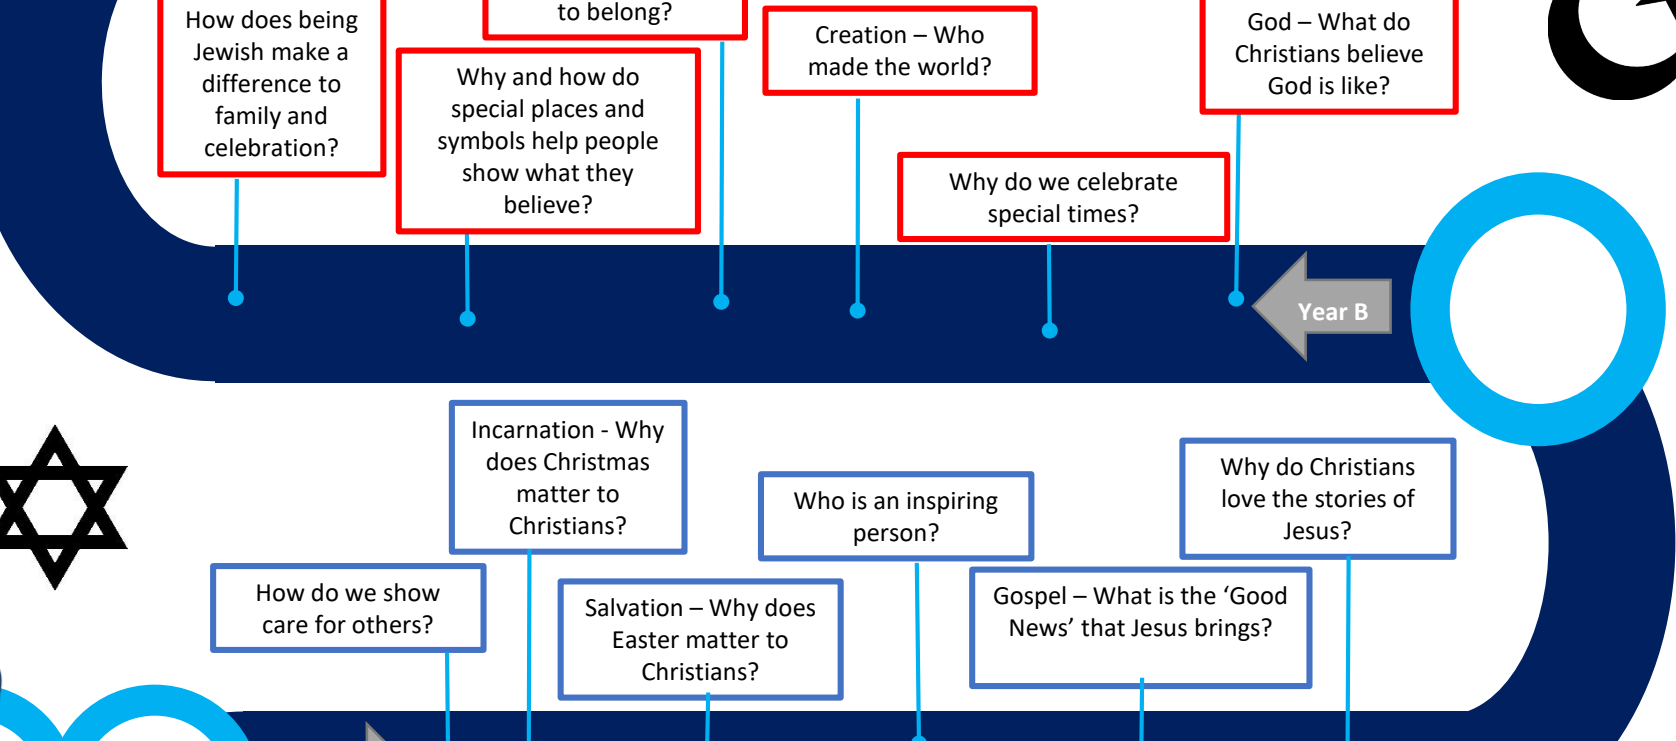 How does being
Jewish make a
difference to
family and
celebration?
to belong?
Why and how do
special places and
symbols help people
show what they
believe?
Creation – Who
made the world?
Why do we celebrate
special times?
God – What do
Christians believe
God is like?
Year B
Incarnation - Why
does Christmas
matter to
Christians?
Who is an inspiring
person?
Why do Christians
love the stories of
Jesus?
How do we show
care for others?
Salvation – Why does
Easter matter to
Christians?
Gospel – What is the ‘Good
News’ that Jesus brings?